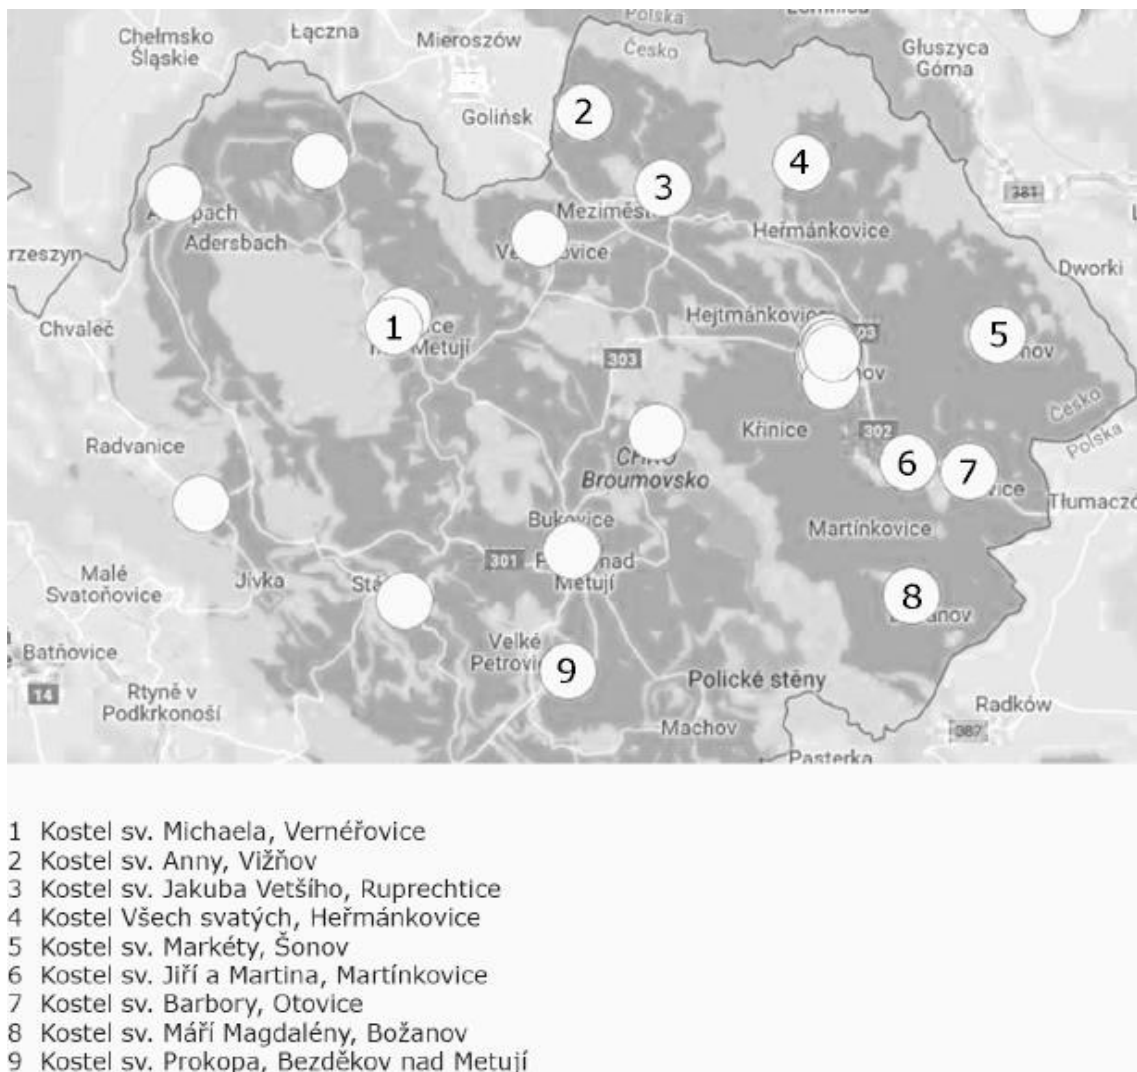 Polska
Chełmsko
Śląskie
Łączna
Mieroszów
Česko
Głuszyca
Górna
Golińsk
2
4
3
381
Meziměst
Adersbach
Heřmánkovice
Dworki
1
Metují
Chvaleč
Hejtmánkovice
5
303
Česko
Polska
Radvanice
Křinice
302
CHKO
Broumovsko
6
7
Tłumaczó
Bukovice
Martínkovice
301
nad
Metují
Malé
Svatoňovice
Jívka
8
Batňovice
Velké
Petrovice
9
14
Rtyně v
Podkrkonoší
Polické stěny
Radków
387
Machov
Pasterka
1 Kostel sv. Michaela, Vernéřovice
2 Kostel sv. Anny, Vižňov
3 Kostel sv. Jakuba Vetšího, Ruprechtice
4 Kostel Všech svatých, Heřmánkovice
5 Kostel sv. Markéty, Šonov
6 Kostel sv. Jiří a Martina, Martínkovice
7 Kostel sv. Barbory, Otovice
8 Kostel sv. Máří Magdalény, Božanov
9 Kostel sv. Prokopa, Bezděkov nad Metují